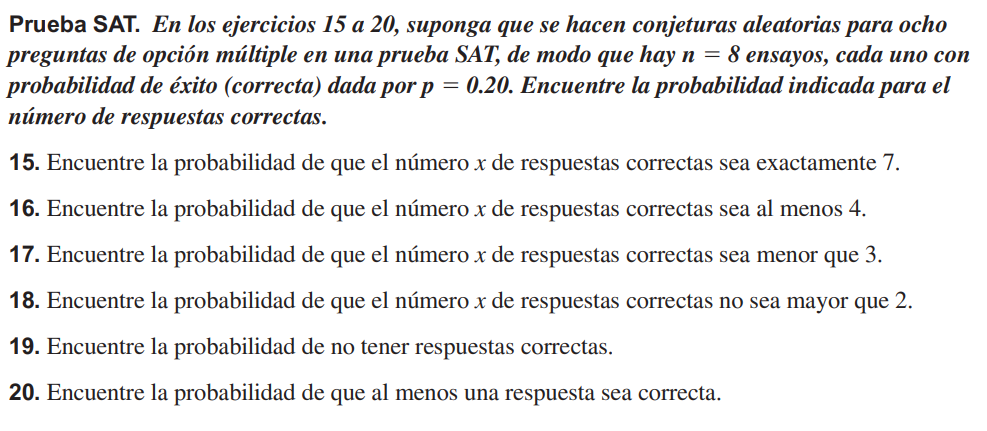 Prueba SAT. En los ejercicios 15 a 20, suponga que se hacen conjeturas aleatorias para ocho
preguntas de opción múltiple en una prueba SAT, de modo que hay n = 8 ensayos, cada uno con
probabilidad de éxito (correcta) dada por p = 0.20. Encuentre la probabilidad indicada para el
número de respuestas correctas.
15. Encuentre la probabilidad de que el número x de respuestas correctas sea exactamente 7.
16. Encuentre la probabilidad de que el número x de respuestas correctas sea al menos 4.
17. Encuentre la probabilidad de que el número x de respuestas correctas sea menor que 3.
18. Encuentre la probabilidad de que el número x de respuestas correctas no sea mayor que 2.
19. Encuentre la probabilidad de no tener respuestas correctas.
20. Encuentre la probabilidad de que al menos una respuesta sea correcta.